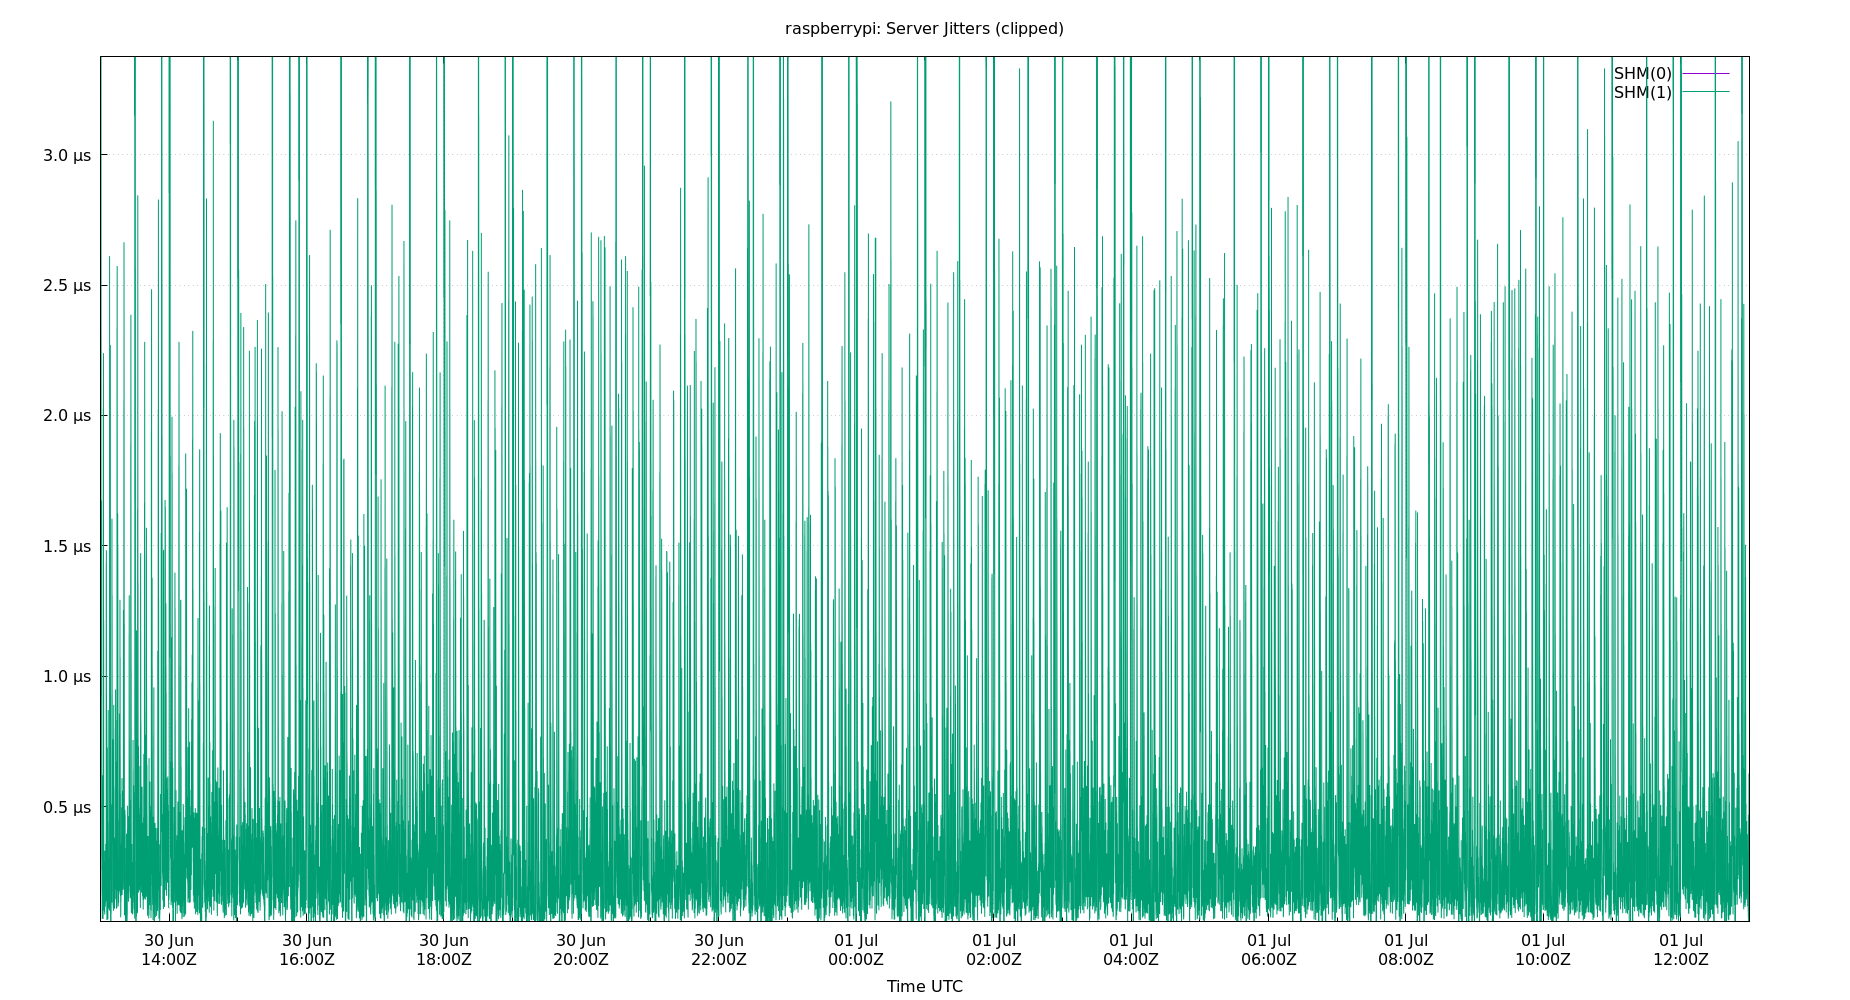 raspberrypi: Server Jitters (clipped)
SHM(0)
SHM(1)
3.0 µs
2.5 µs
2.0 µs
1.5 µs
1.0 µs
0.5 µs
30 Jun 30 Jun 30 Jun 30 Jun 30 Jun 01 Jul 01 Jul 01 Jul 01 Jul 01 Jul 01 Jul 01 Jul
14:00Z 16:00Z 18:00Z 20:00Z 22:00Z 00:00Z 02:00Z 04:00Z 06:00Z 08:00Z 10:00Z 12:00Z
Time UTC